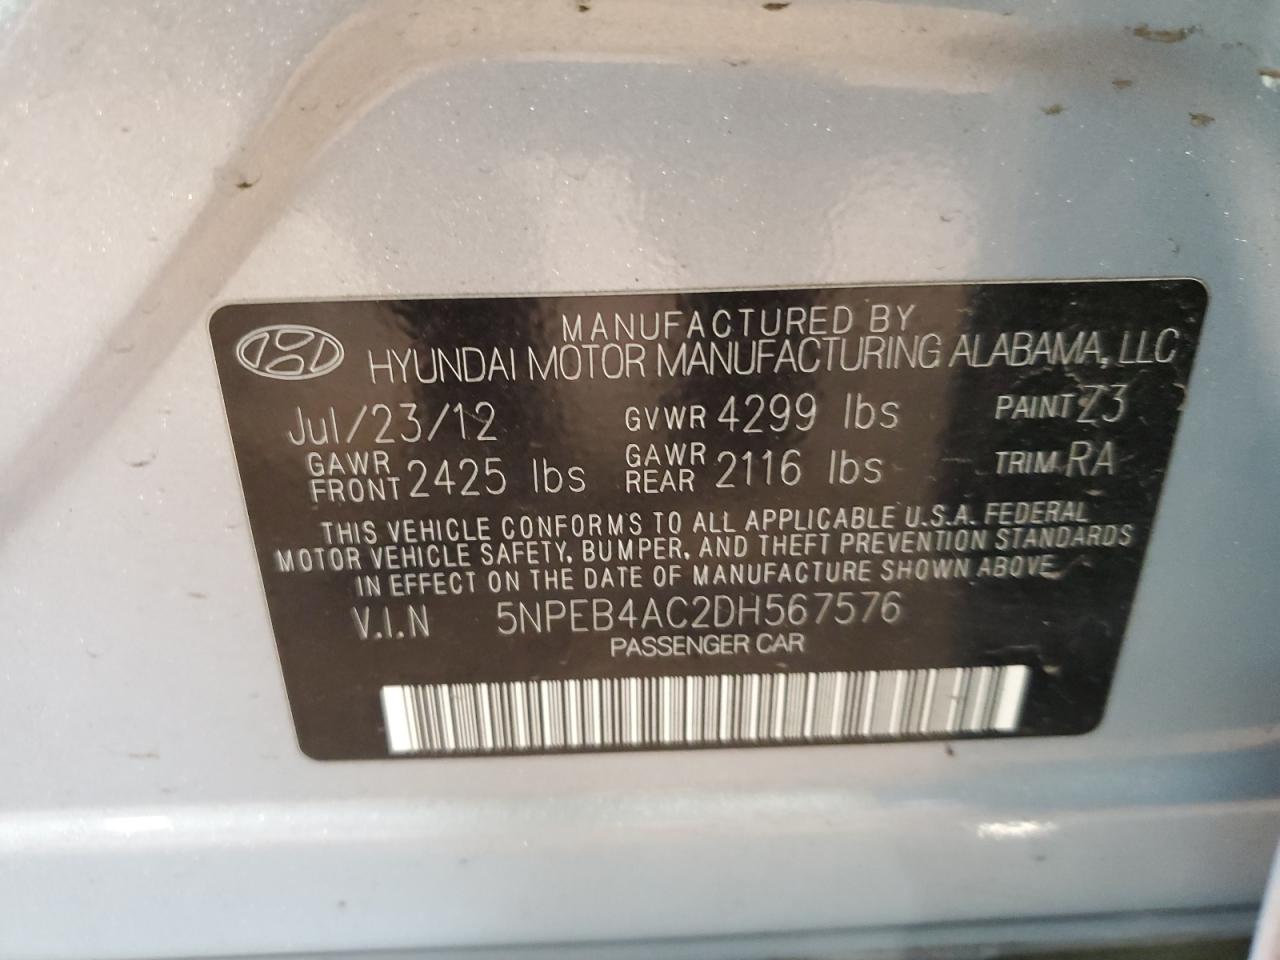 MANUFACTURED BY
HYUNDAI MOTOR MANUFACTURING ALABAMA, LLC
Jul/23/12 GVWR 4299 lbs PAINT Z3
GAWR FRONT 2425 lbs GAWR REAR 2116 lbs TRIM RA
THIS VEHICLE CONFORMS TO ALL APPLICABLE U.S.A. FEDERAL
MOTOR VEHICLE SAFETY, BUMPER, AND THEFT PREVENTION STANDARDS
IN EFFECT ON THE DATE OF MANUFACTURE SHOWN ABOVE
V.I.N 5NPEB4AC2DH567576
PASSENGER CAR